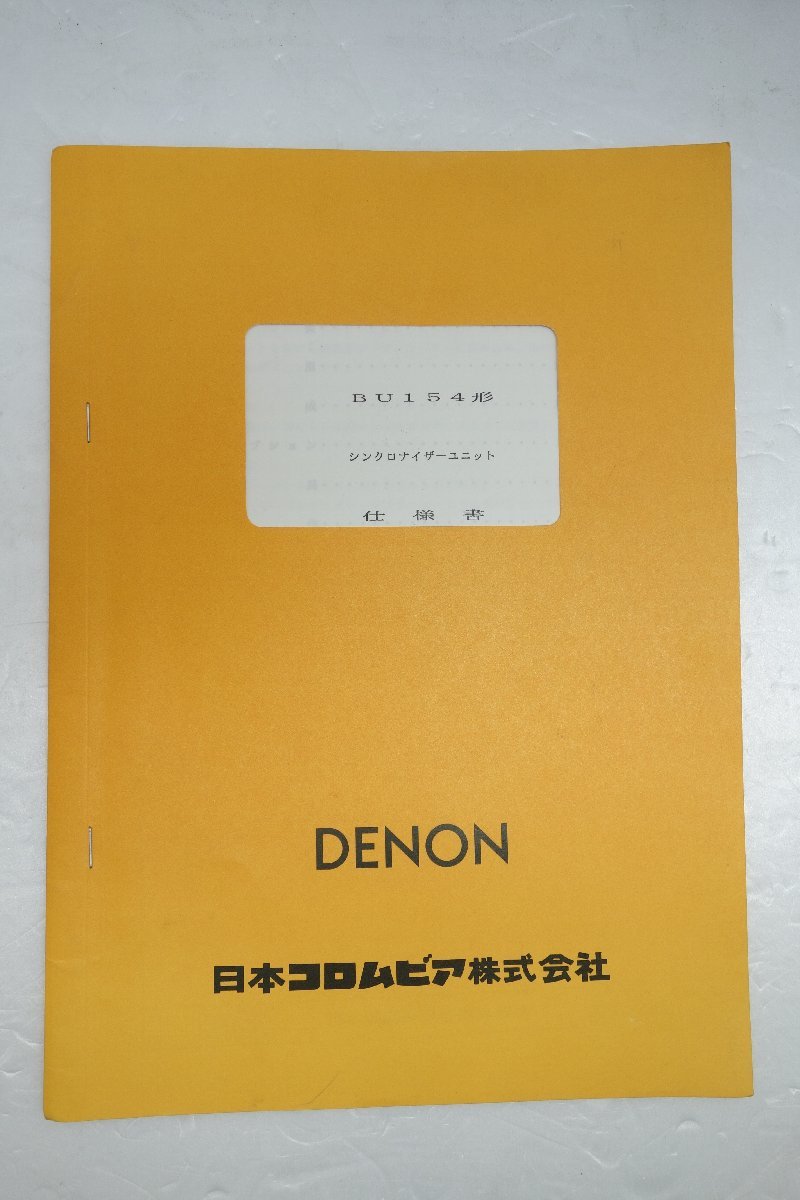 BU154形
シンクロナイザーユニット
仕様書
DENON
日本コロムビア株式会社